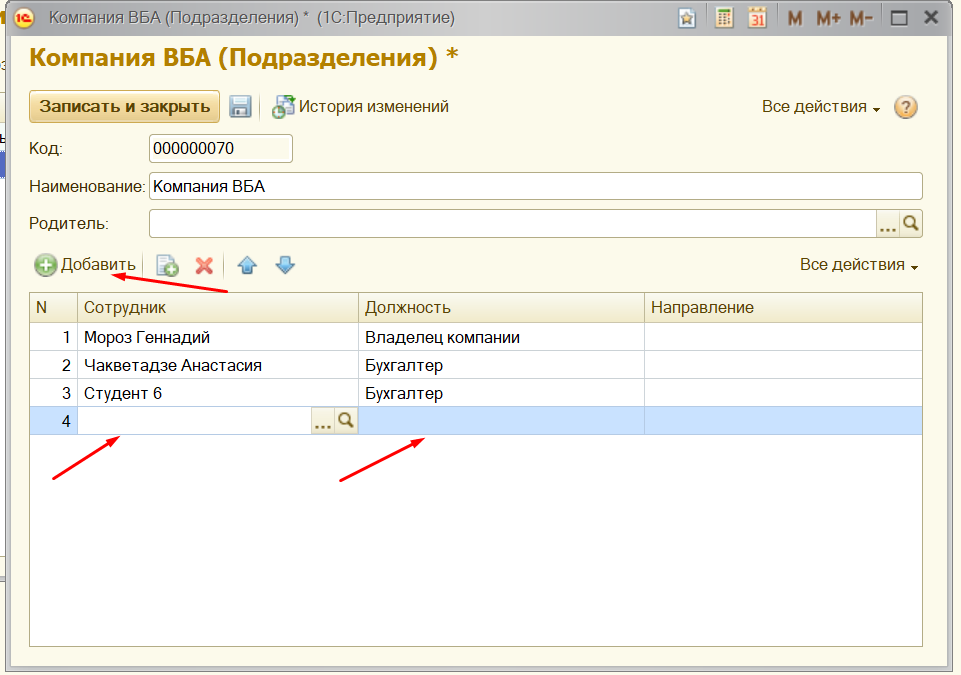 Компания ВБА (Подразделения) * (1С:Предприятие)
M M+ M-
31
Компания ВБА (Подразделения) *
Записать и закрыть История изменений Все действия ?
Код: 000000070
Наименование: Компания ВБА
Родитель: ...
Добавить Все действия
N Сотрудник Должность Направление
1 Мороз Геннадий Владелец компании
2 Чакветадзе Анастасия Бухгалтер
3 Студент 6 Бухгалтер
4 ...